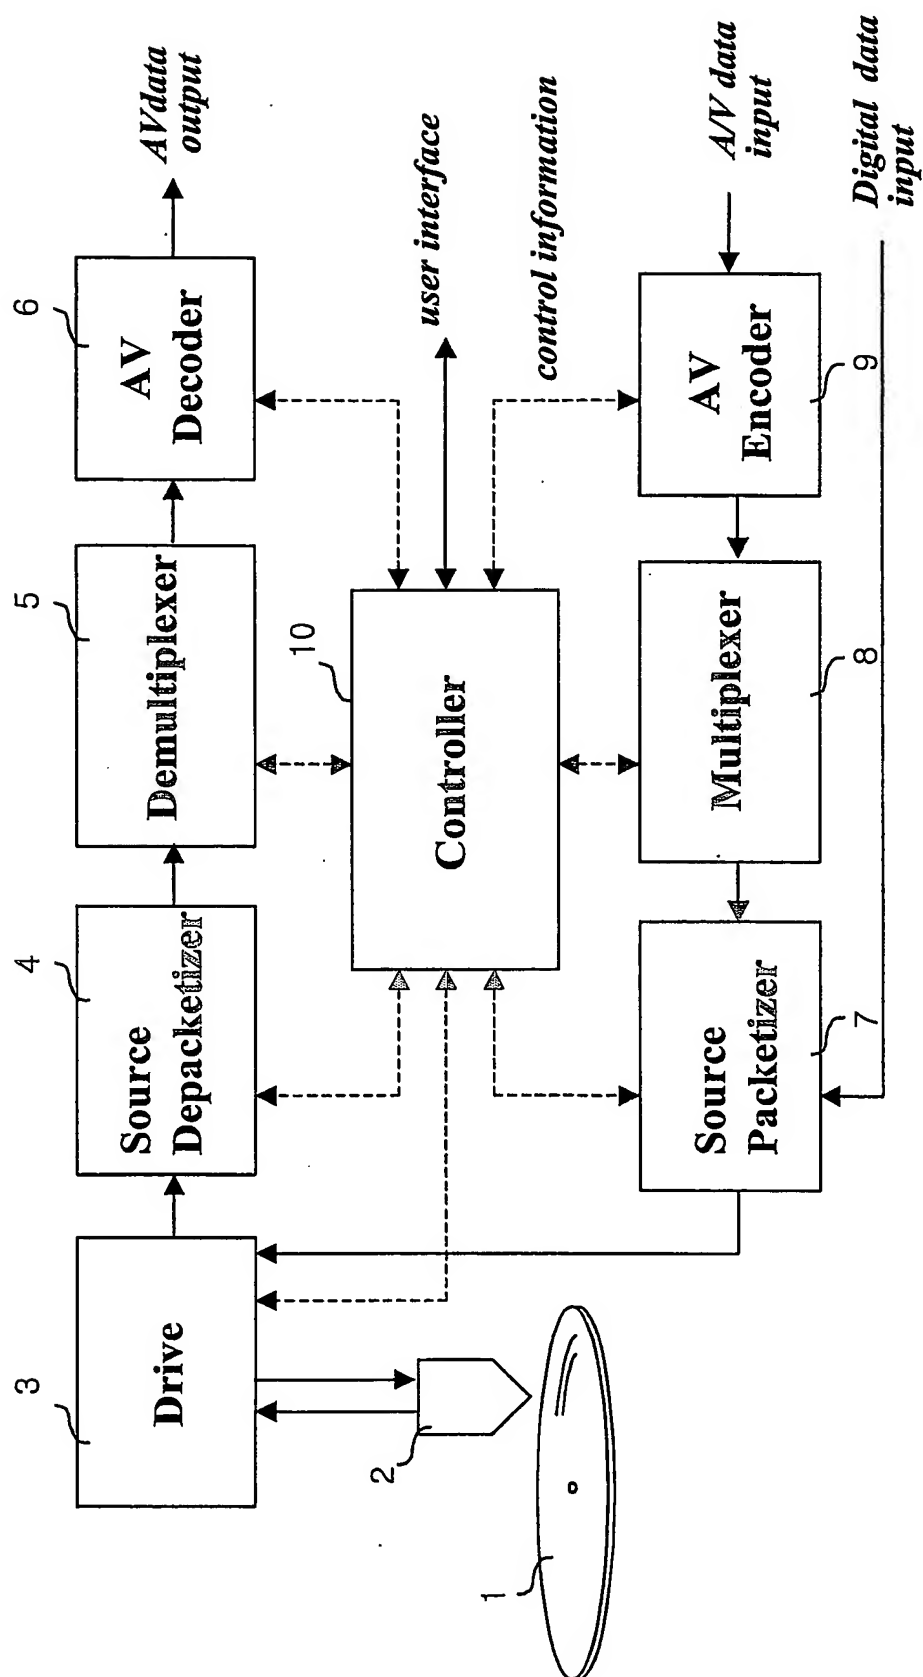 3
4
5
6
Drive
Source
Depacketizer
Demultiplexer
AV
Decoder
AVdata
output
2
10
Controller
user interface
control information
1
Source
Packetizer
Multiplexer
AV
Encoder
A/V data
input
7
8
9
Digital data
input